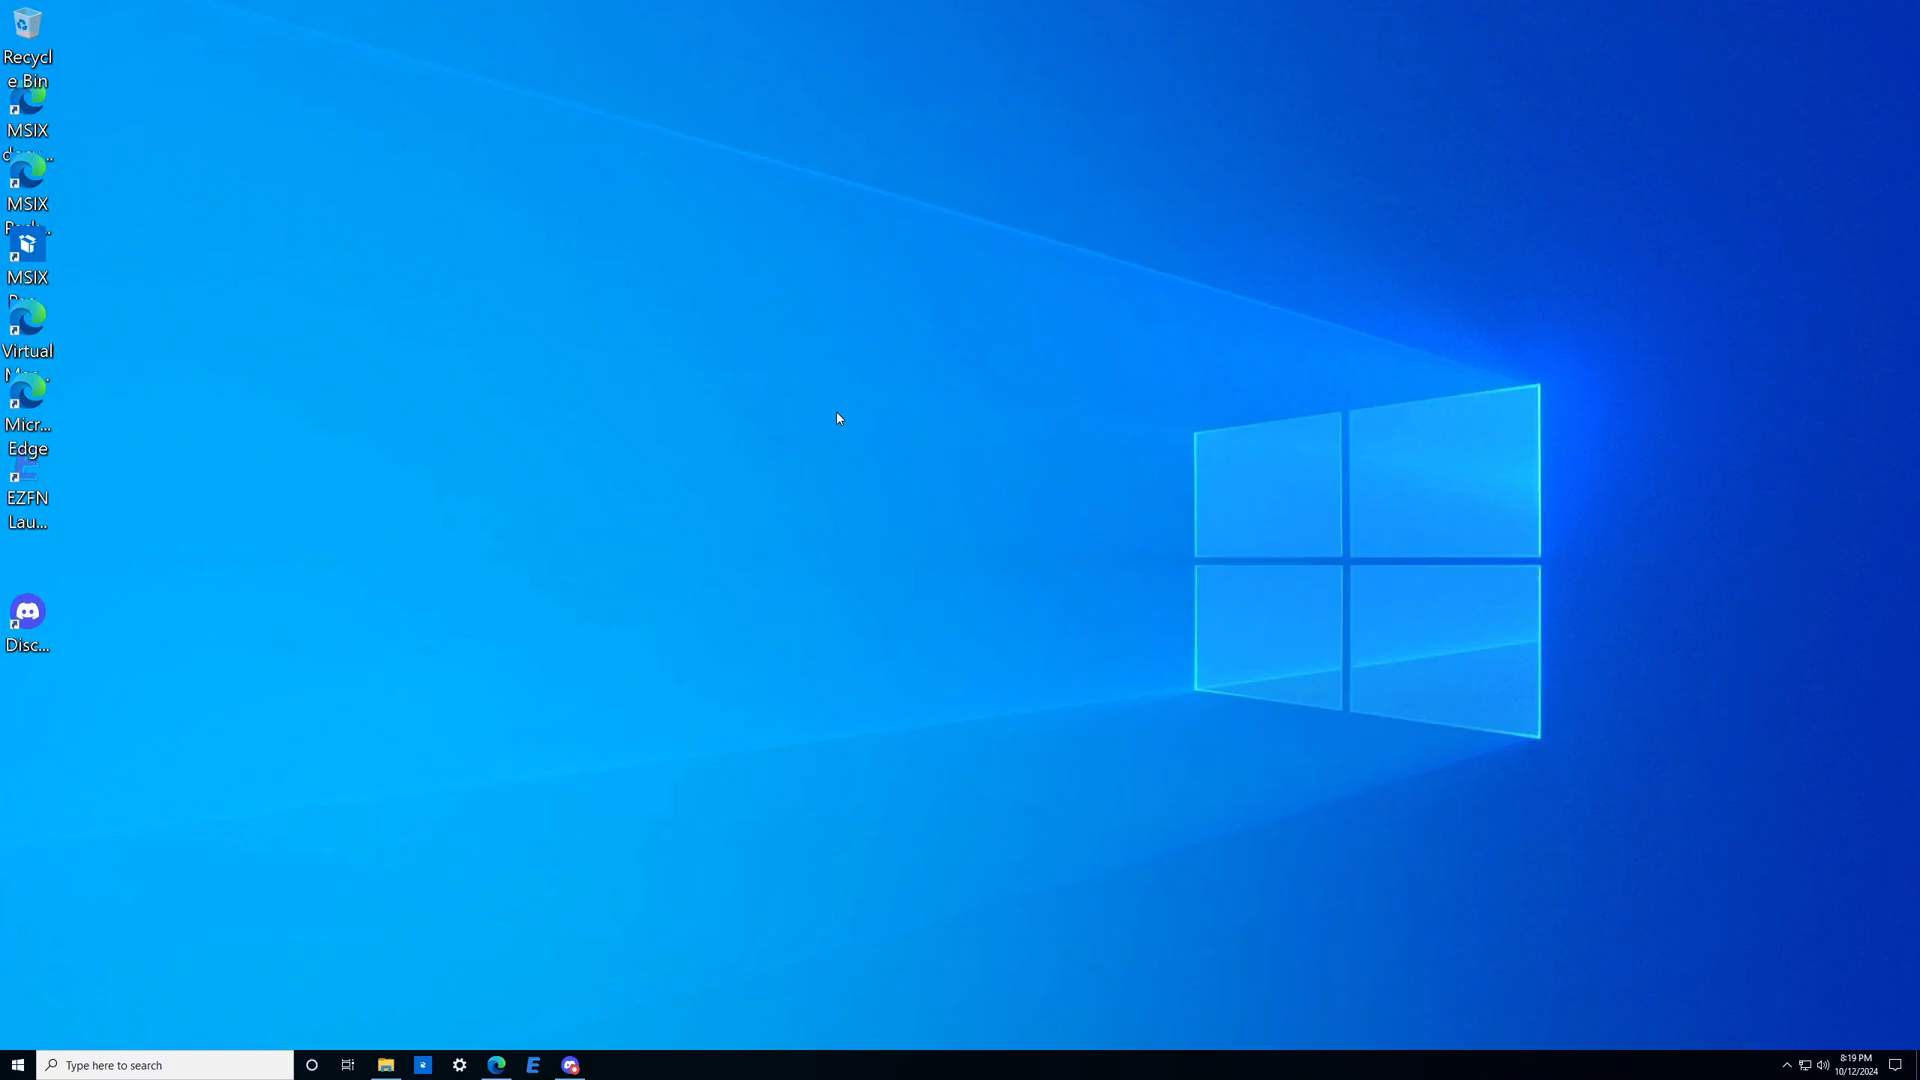 Recycl
e Bin
MSIX
MSIX
MSIX
Virtual
Micr...
Edge
EZFN
Lau...
Disc...
Type here to search
8:19 PM
10/12/2024